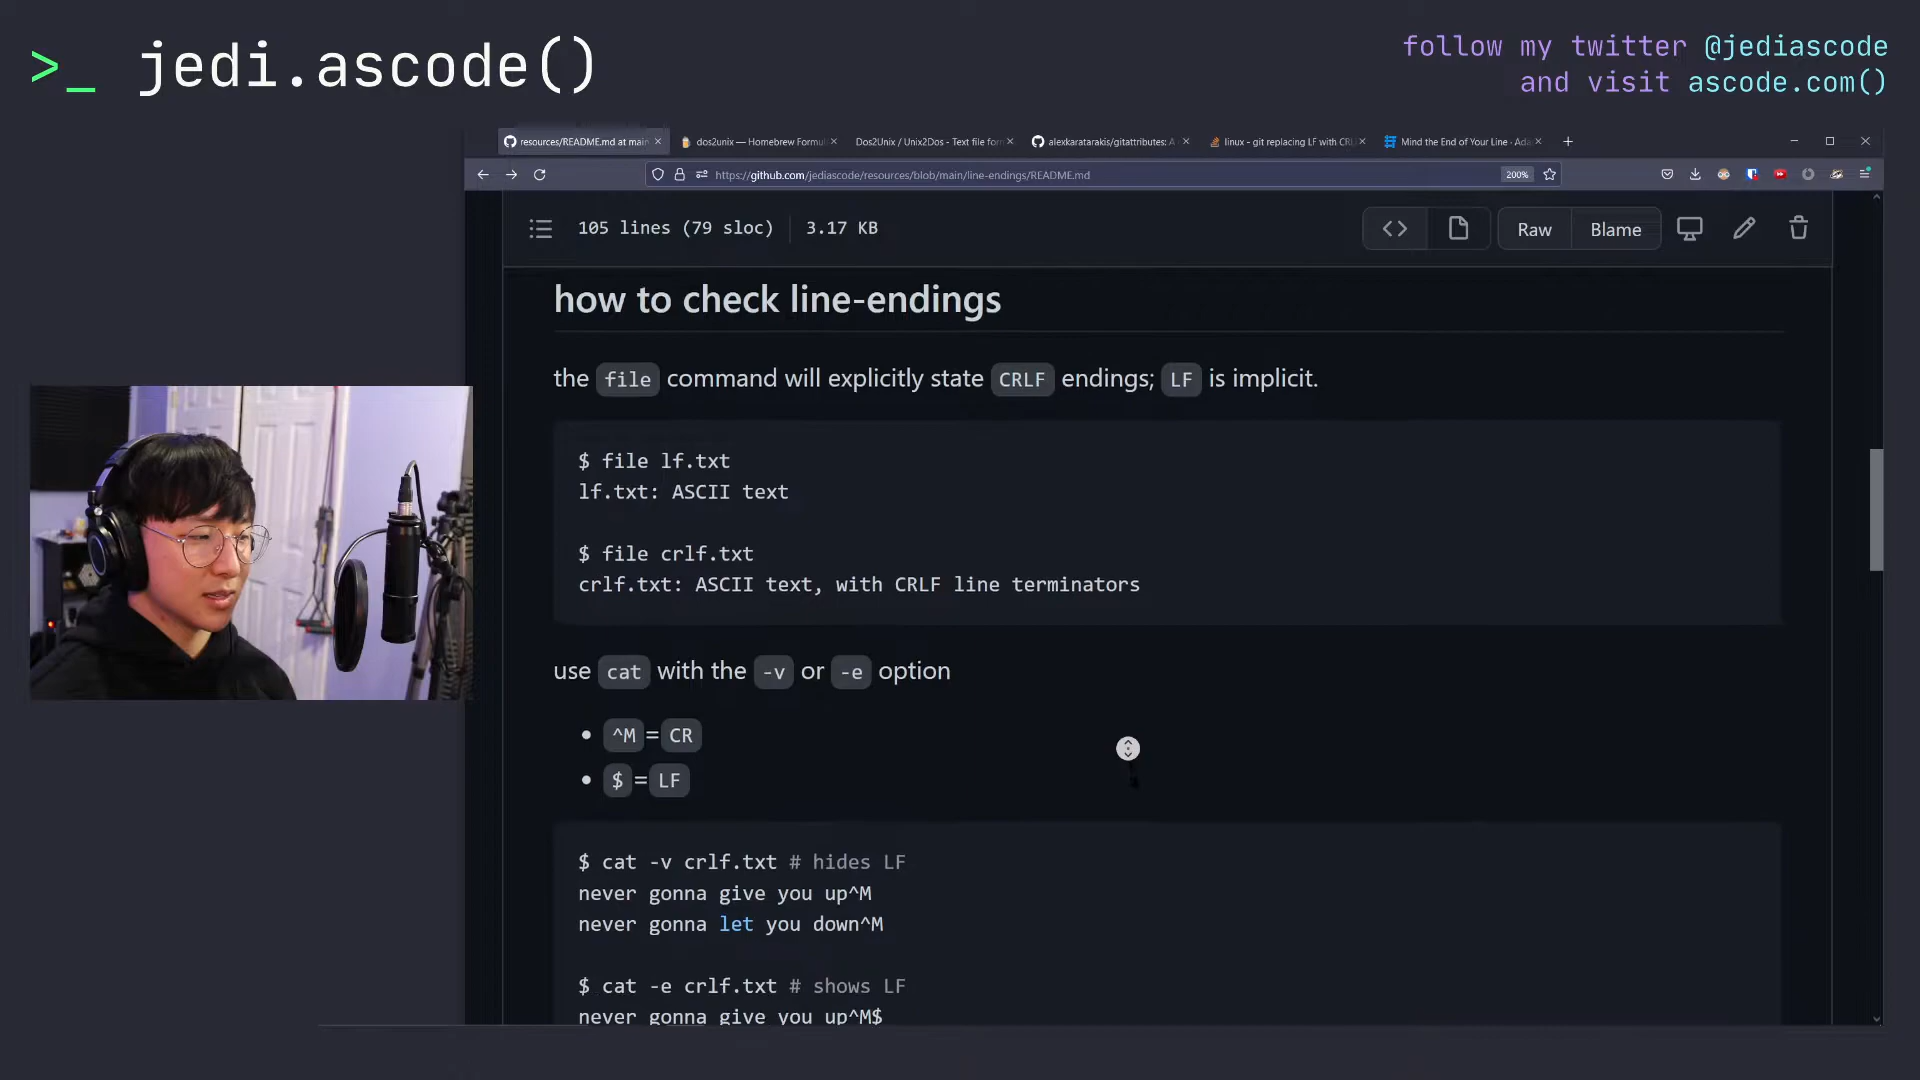 >_ jedi.ascode()
follow my twitter @jediascode
and visit ascode.com()
resources/README.md at main
dos2unix — Homebrew Formul
Dos2Unix / Unix2Dos - Text file for
alexkaratarakis/gitattributes: A
linux - git replacing LF with CRL
Mind the End of Your Line · Ada
https://github.com/jediascode/resources/blob/main/line-endings/README.md
200%
105 lines (79 sloc)
3.17 KB
Raw
Blame
how to check line-endings
the file command will explicitly state CRLF endings; LF is implicit.
$ file lf.txt
lf.txt: ASCII text
$ file crlf.txt
crlf.txt: ASCII text, with CRLF line terminators
use cat with the -v or -e option
• ^M = CR
• $ = LF
$ cat -v crlf.txt # hides LF
never gonna give you up^M
never gonna let you down^M
$ cat -e crlf.txt # shows LF
never gonna give you up^M$